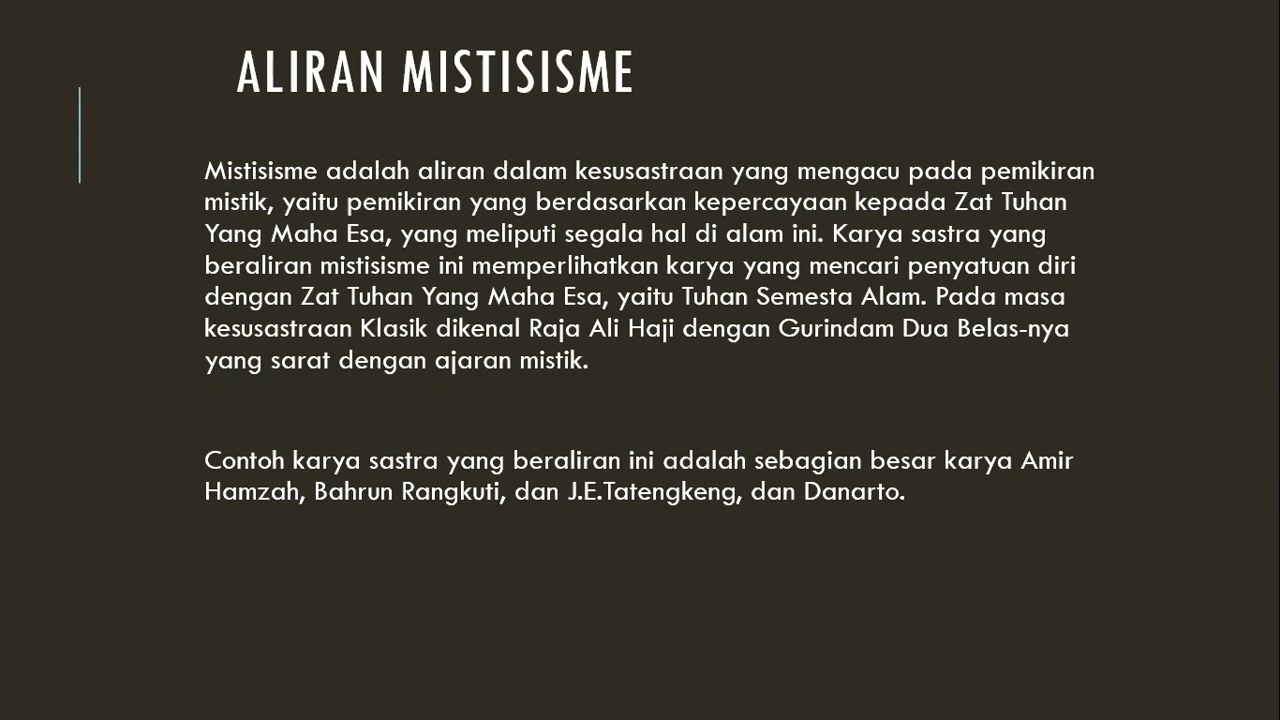 ALIRAN MISTISISME
Mistisisme adalah aliran dalam kesusastraan yang mengacu pada pemikiran
mistik, yaitu pemikiran yang berdasarkan kepercayaan kepada Zat Tuhan
Yang Maha Esa, yang meliputi segala hal di alam ini. Karya sastra yang
beraliran mistisisme ini memperlihatkan karya yang mencari penyatuan diri
dengan Zat Tuhan Yang Maha Esa, yaitu Tuhan Semesta Alam. Pada masa
kesusastraan Klasik dikenal Raja Ali Haji dengan Gurindam Dua Belas-nya
yang sarat dengan ajaran mistik.
Contoh karya sastra yang beraliran ini adalah sebagian besar karya Amir
Hamzah, Bahrun Rangkuti, dan J.E.Tatengkeng, dan Danarto.